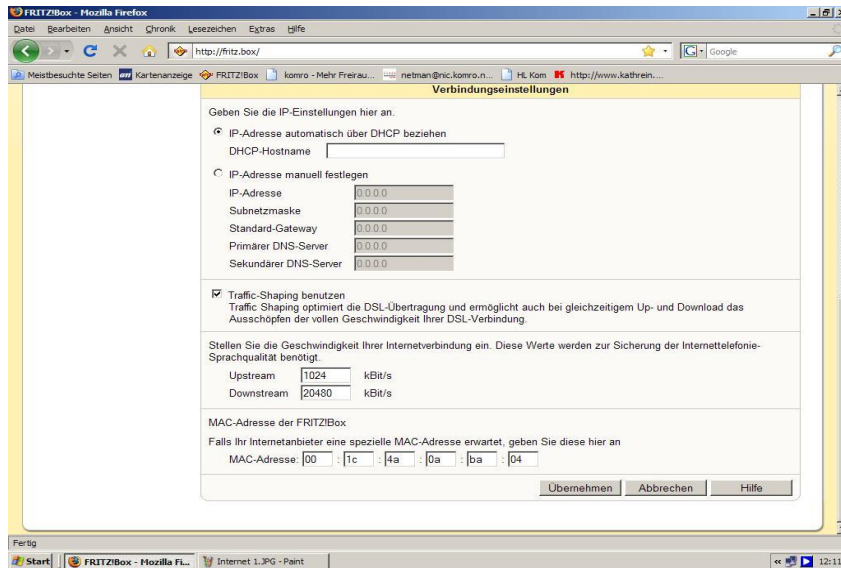 FRITZ!Box - Mozilla Firefox
Datei Bearbeiten Ansicht Chronik Lesezeichen Extras Hilfe
http://fritz.box/
Google
Meistbesuchte Seiten Kartenanzeige FRITZ!Box komro - Mehr Freirau... netman@nic.komro.n... HL Kom http://www.kathrein....
Verbindungseinstellungen
Geben Sie die IP-Einstellungen hier an.
IP-Adresse automatisch über DHCP beziehen
DHCP-Hostname
IP-Adresse manuell festlegen
IP-Adresse 0.0.0.0
Subnetzmaske 0.0.0.0
Standard-Gateway 0.0.0.0
Primärer DNS-Server 0.0.0.0
Sekundärer DNS-Server 0.0.0.0
Traffic-Shaping benutzen
Traffic Shaping optimiert die DSL-Übertragung und ermöglicht auch bei gleichzeitigem Up- und Download das
Ausschöpfen der vollen Geschwindigkeit Ihrer DSL-Verbindung.
Stellen Sie die Geschwindigkeit Ihrer Internetverbindung ein. Diese Werte werden zur Sicherung der Internettelefonie-
Sprachqualität benötigt.
Upstream 1024 kBit/s
Downstream 20480 kBit/s
MAC-Adresse der FRITZ!Box
Falls Ihr Internetanbieter eine spezielle MAC-Adresse erwartet, geben Sie diese hier an
MAC-Adresse: 00 : 1c : 4a : 0a : ba : 04
Übernehmen Abbrechen Hilfe
Fertig
Start FRITZ!Box - Mozilla Fi... Internet 1.JPG - Paint 12:11